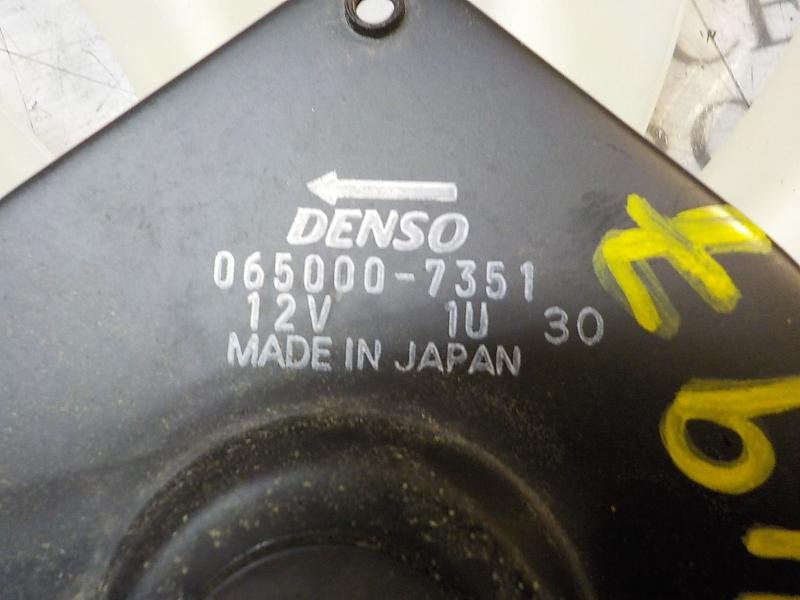 DENSO
065000-7351
12V 1U 30
MADE IN JAPAN